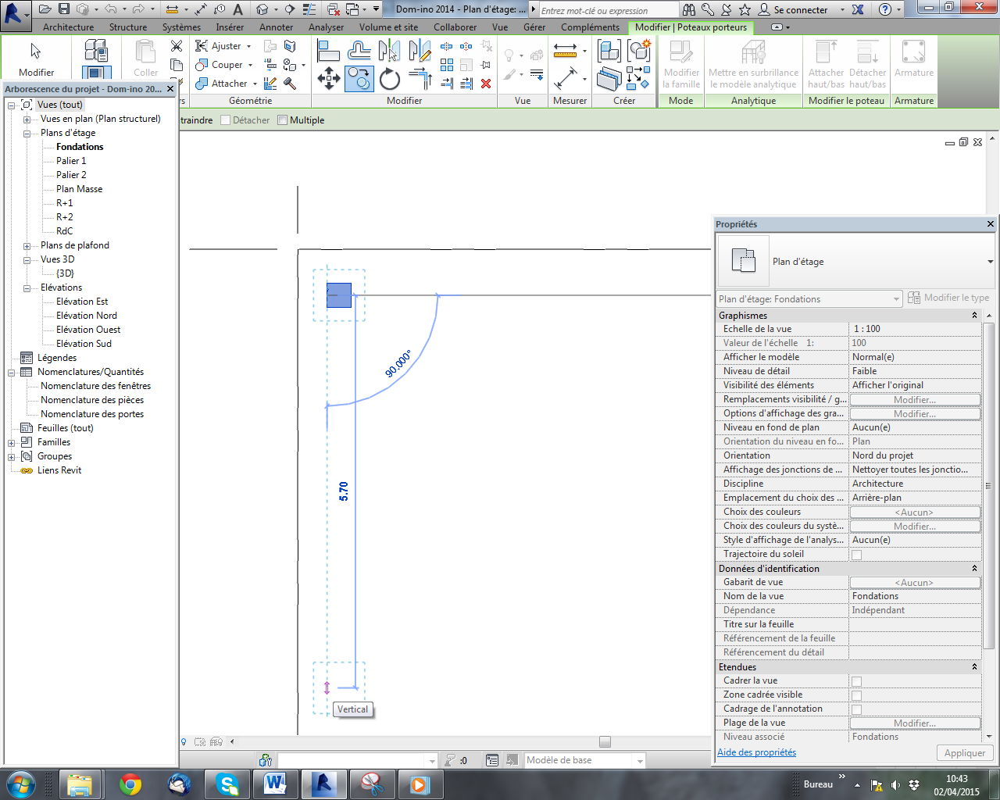 Dom-ino 2014 - Plan d'étage: ...
Entrez mot-clé ou expression
Se connecter
Architecture Structure Systèmes Insérer Annoter Analyser Volume et site Collaborer Vue Gérer Compléments Modifier | Poteaux porteurs
Modifier
Coller
Ajuster
Couper
Attacher
Modifier la famille
Mettre en surbrillance le modèle analytique
Attacher haut/bas
Détacher haut/bas
Armature
Géométrie Modifier Vue Mesurer Créer Mode Analytique Modifier le poteau Armature
traindre Détacher Multiple
Arborescence du projet - Dom-ino 20...
Vues (tout)
Vues en plan (Plan structurel)
Plans d'étage
Fondations
Palier 1
Palier 2
Plan Masse
R+1
R+2
RdC
Plans de plafond
Vues 3D
{3D}
Elévations
Elévation Est
Elévation Nord
Elévation Ouest
Elévation Sud
Légendes
Nomenclatures/Quantités
Nomenclature des fenêtres
Nomenclature des pièces
Nomenclature des portes
Feuilles (tout)
Familles
Groupes
Liens Revit
90.000°
5.70
Vertical
Propriétés
Plan d'étage
Plan d'étage: Fondations
Modifier le type
Graphismes
Echelle de la vue 1 : 100
Valeur de l'échelle 1: 100
Afficher le modèle Normal(e)
Niveau de détail Faible
Visibilité des éléments Afficher l'original
Remplacements visibilité / g... Modifier...
Options d'affichage des gra... Modifier...
Niveau en fond de plan Aucun(e)
Orientation du niveau en fo... Plan
Orientation Nord du projet
Affichage des jonctions de ... Nettoyer toutes les jonctio...
Discipline Architecture
Emplacement du choix des ... Arrière-plan
Choix des couleurs <Aucun>
Choix des couleurs du systè... Modifier...
Style d'affichage de l'analys... Aucun(e)
Trajectoire du soleil
Données d'identification
Gabarit de vue <Aucun>
Nom de la vue Fondations
Dépendance Indépendant
Titre sur la feuille
Référencement de la feuille
Référencement du détail
Etendues
Cadrer la vue
Zone cadrée visible
Cadrage de l'annotation
Plage de la vue Modifier...
Niveau associé Fondations
Aide des propriétés
Appliquer
:0
Modèle de base
Bureau
10:43
02/04/2015